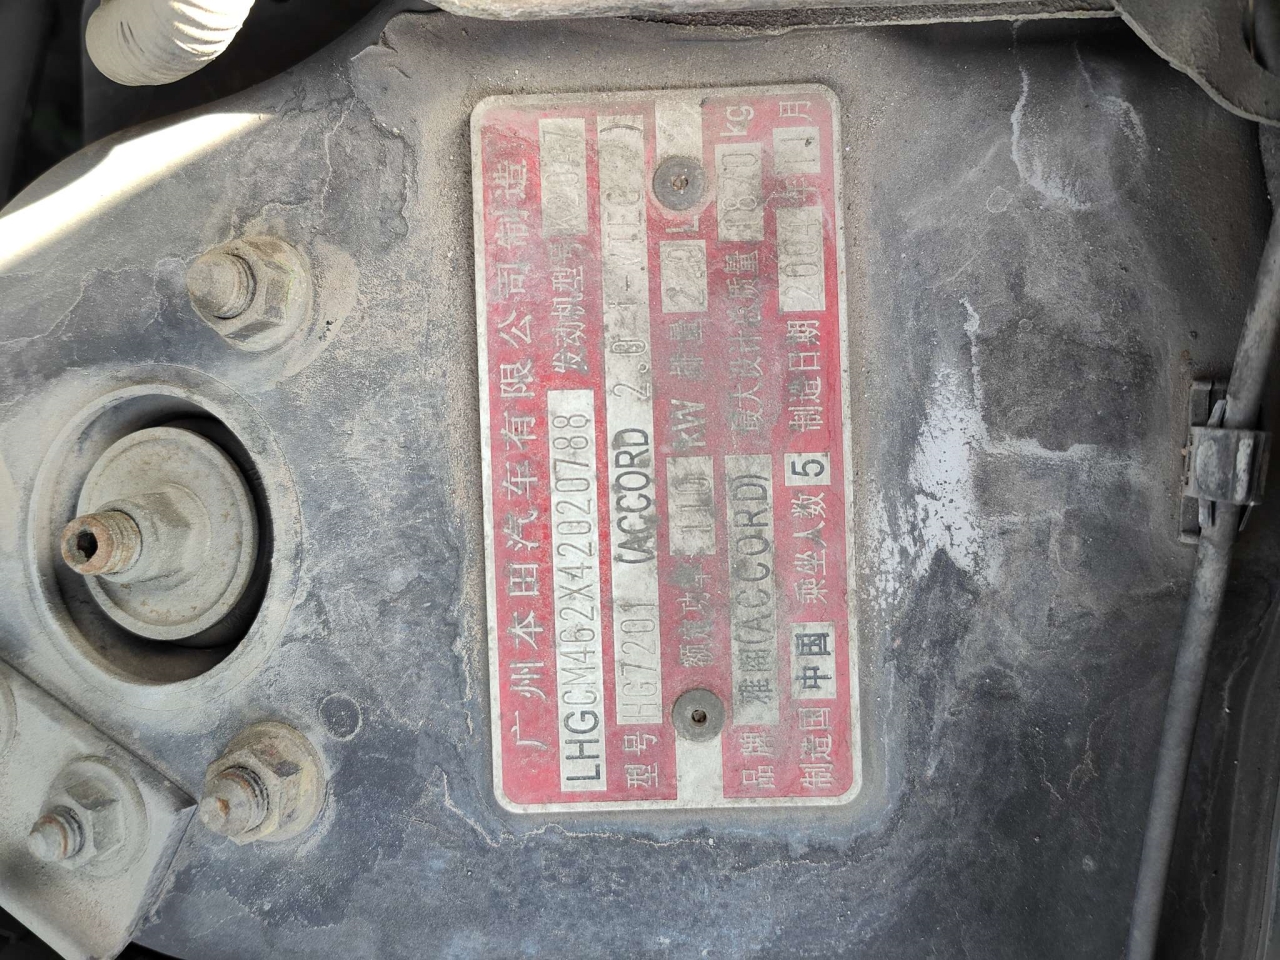 广州本田汽车有限公司制造
LHGCM462X42020788 发动机型号
HG7201 (ACCORD 2.0
额定功率 110 KW 排量 L
品牌 雅阁(ACCORD) 最大设计总质量 kg
制造国 中国 乘坐人数 5 制造日期 2004 年 11 月
型号